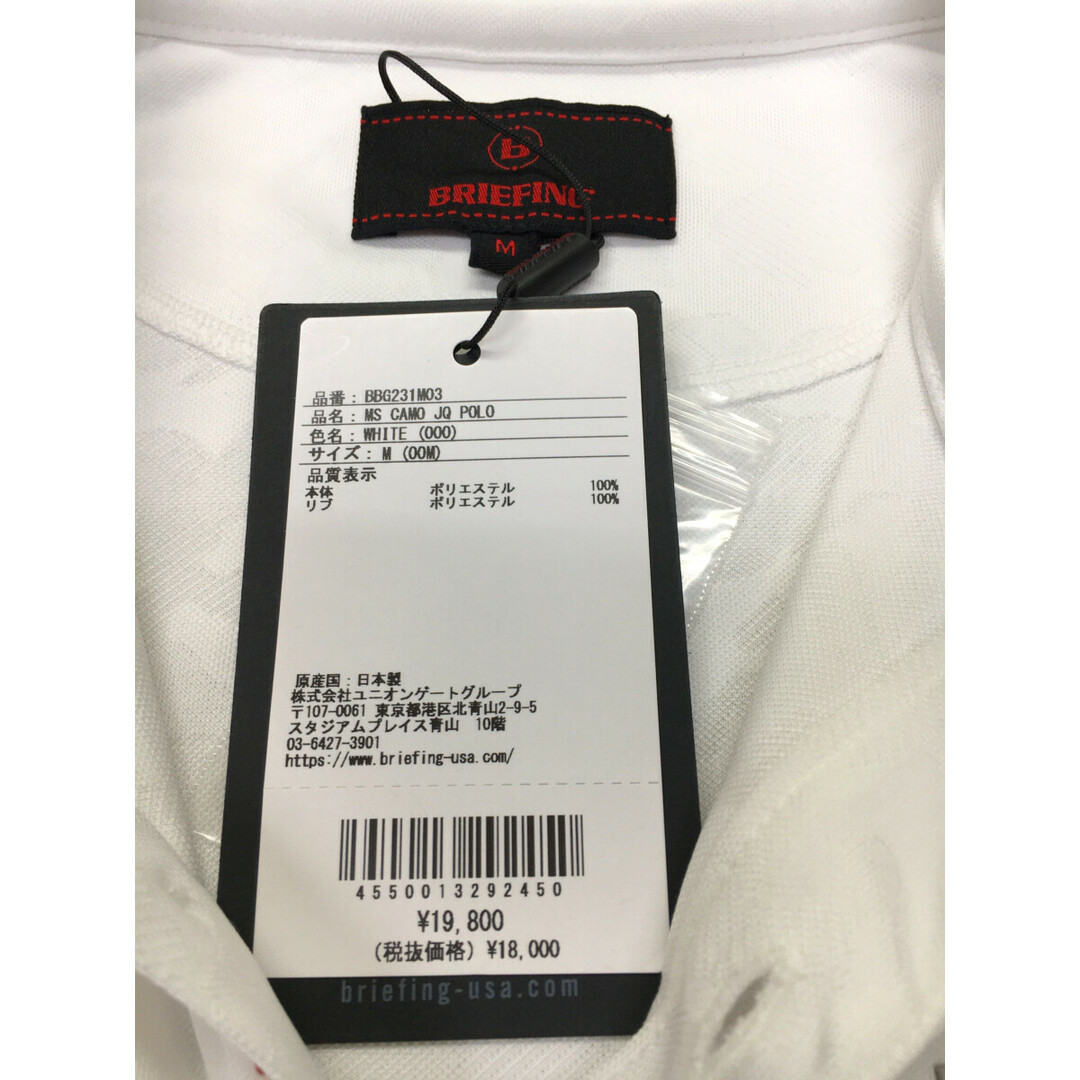 B
BRIEFING
M
品番: BBG231M03
品名: MS CAMO JQ POLO
色名: WHITE (000)
サイズ: M (00M)
品質表示
本体 ポリエステル 100%
リブ ポリエステル 100%
原産国:日本製
株式会社ユニオンゲートグループ
〒107-0061 東京都港区北青山2-9-5
スタジアムプレイス青山 10階
03-6427-3901
https://www.briefing-usa.com/
4550013292450
¥19,800
(税抜価格) ¥18,000
briefing-usa.com